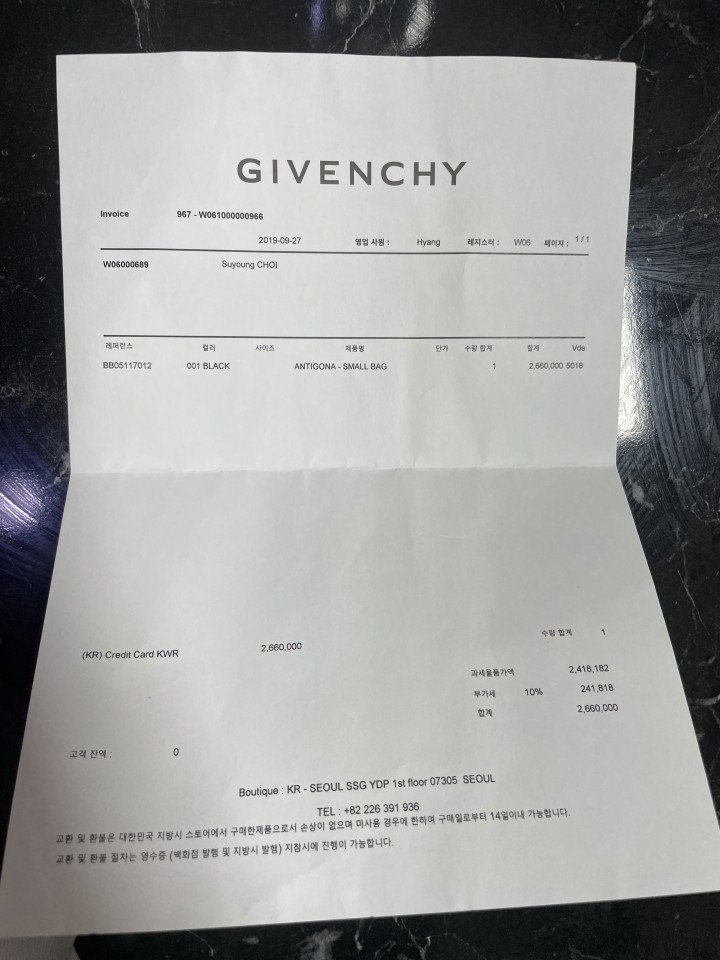 GIVENCHY
Invoice 967 - W061000000966
2019-09-27 영업 사원 : Hyang 레지스터 : W06 페이지 : 1 / 1
W06000689 Suyoung CHOI
레퍼런스 컬러 사이즈 제품명 단가 수량 합계 합계 Vde
BB05117012 001 BLACK ANTIGONA - SMALL BAG 1 2,660,000 5018
수량 합계 1
(KR) Credit Card KWR 2,660,000
과세물품가액 2,418,182
부가세 10% 241,818
합계 2,660,000
고객 잔액 : 0
Boutique : KR - SEOUL SSG YDP 1st floor 07305 SEOUL
TEL : +82 226 391 936
교환 및 환불은 대한민국 지방시 스토어에서 구매한제품으로서 손상이 없으며 미사용 경우에 한하여 구매일로부터 14일이내 가능합니다.
교환 및 환불 절차는 영수증 (백화점 발행 및 지방시 발행) 지참시에 진행이 가능합니다.